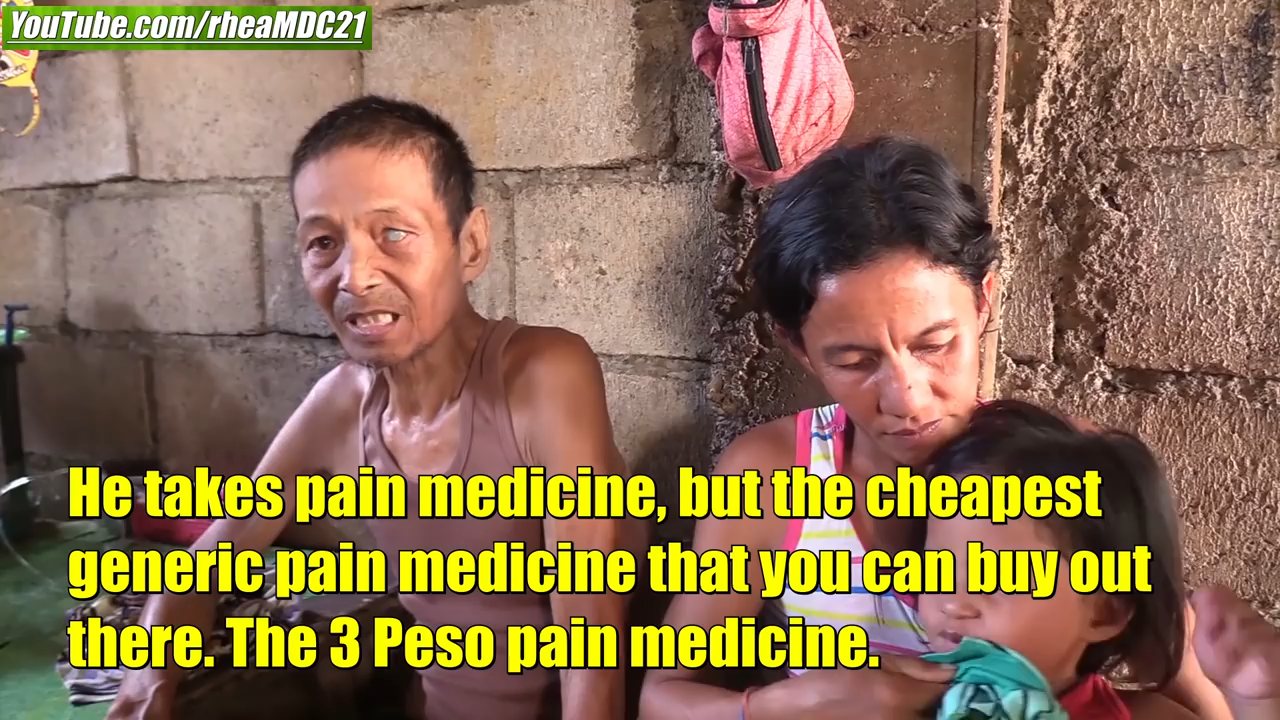 YouTube.com/rheaMDC21
He takes pain medicine, but the cheapest
generic pain medicine that you can buy out
there. The 3 Peso pain medicine.